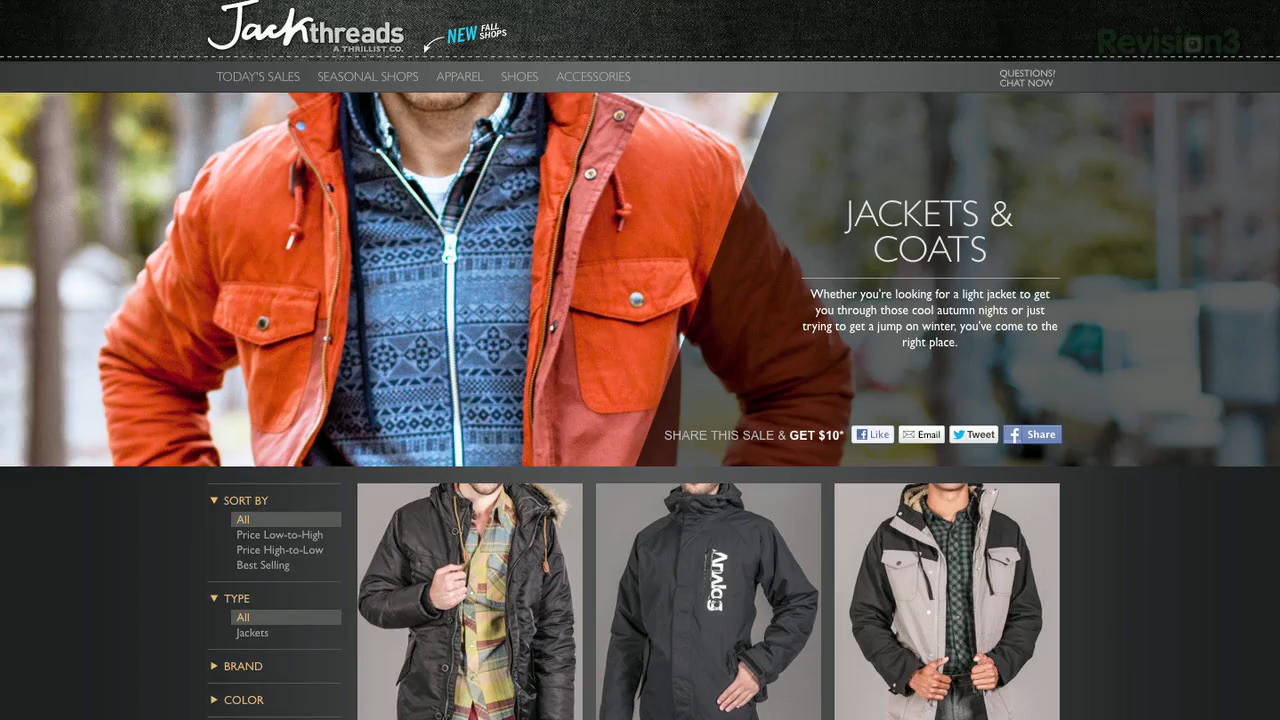 Jackthreads
A THRILLIST CO.
NEW FALL SHOPS
Revision3
TODAY'S SALES
SEASONAL SHOPS
APPAREL
SHOES
ACCESSORIES
QUESTIONS?
CHAT NOW
JACKETS &
COATS
Whether you're looking for a light jacket to get
you through those cool autumn nights or just
trying to get a jump on winter, you've come to the
right place.
SHARE THIS SALE & GET $10*
Like
Email
Tweet
Share
SORT BY
All
Price Low-to-High
Price High-to-Low
Best Selling
TYPE
All
Jackets
BRAND
COLOR
Analog